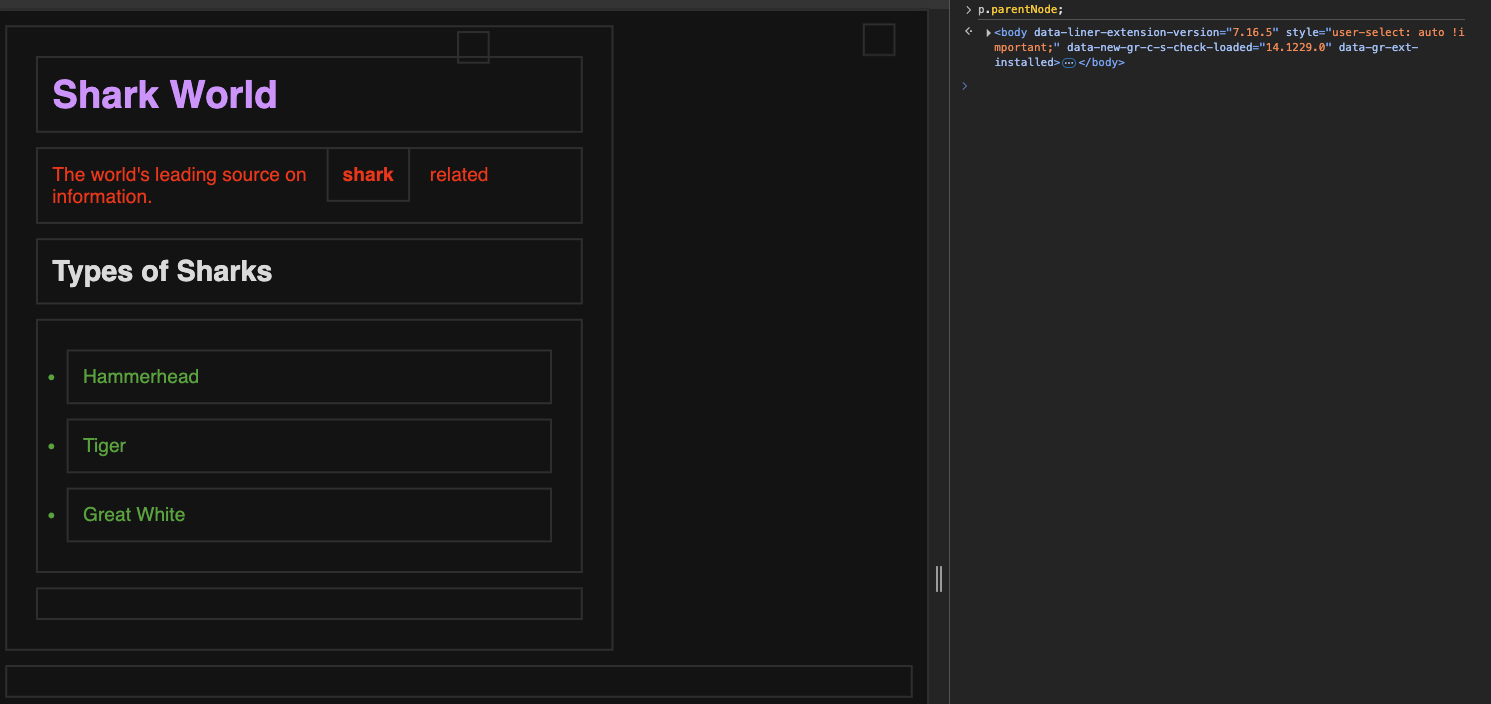 Shark World
The world's leading source on shark related
information.
Types of Sharks
• Hammerhead
• Tiger
• Great White
> p.parentNode;
<body data-liner-extension-version="7.16.5" style="user-select: auto !i
mportant;" data-new-gr-c-s-check-loaded="14.1229.0" data-gr-ext-
installed>⋯</body>
>